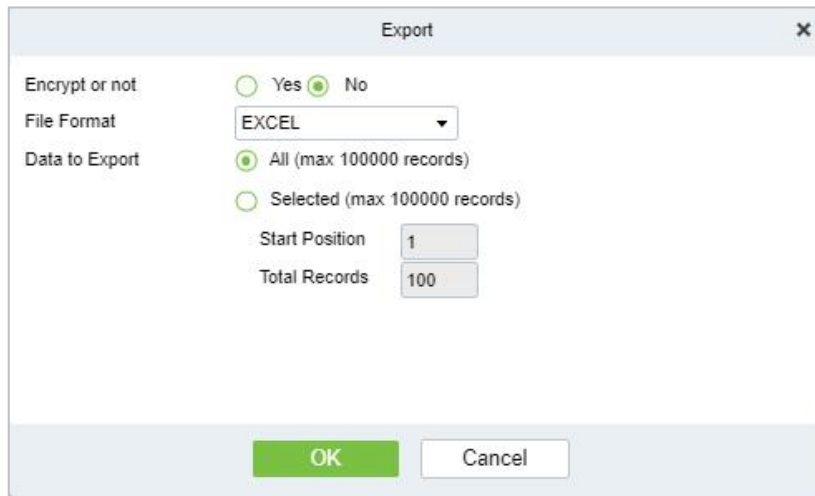 Export
Encrypt or not Yes No
File Format EXCEL
Data to Export All (max 100000 records)
Selected (max 100000 records)
Start Position 1
Total Records 100
OK Cancel